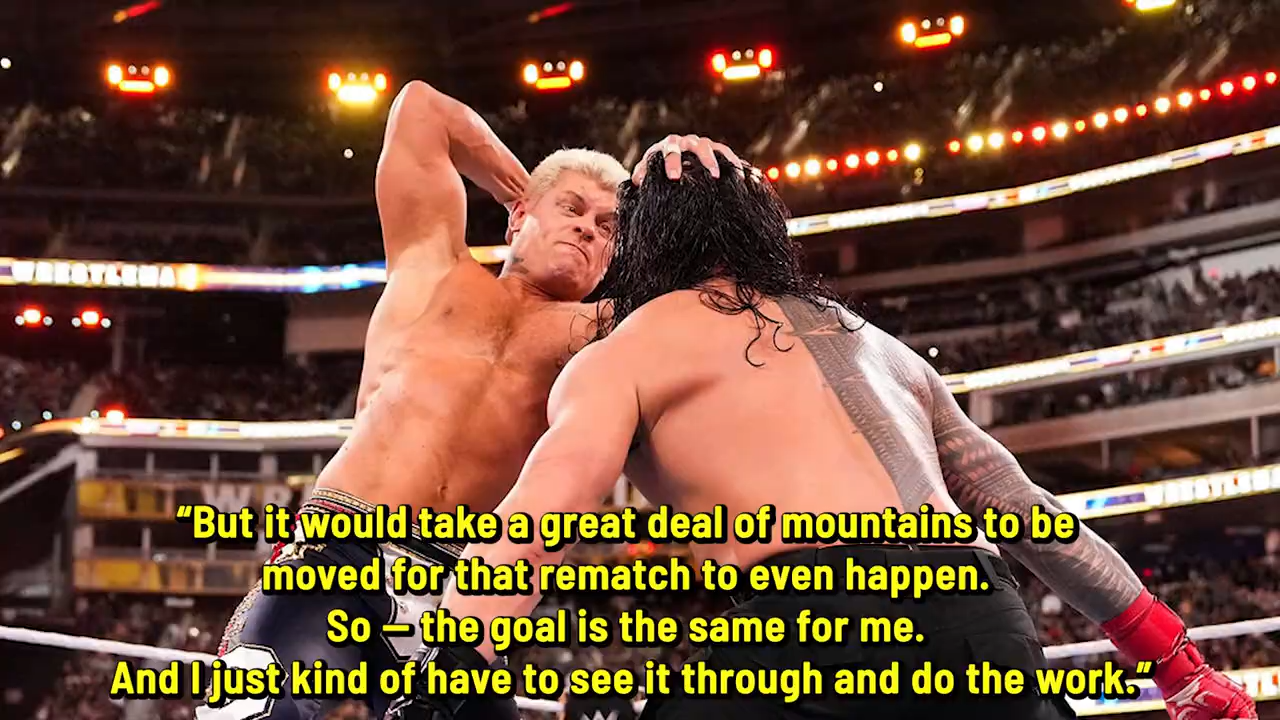 WRESTLEMA
“But it would take a great deal of mountains to be
moved for that rematch to even happen.
So – the goal is the same for me.
And I just kind of have to see it through and do the work.”